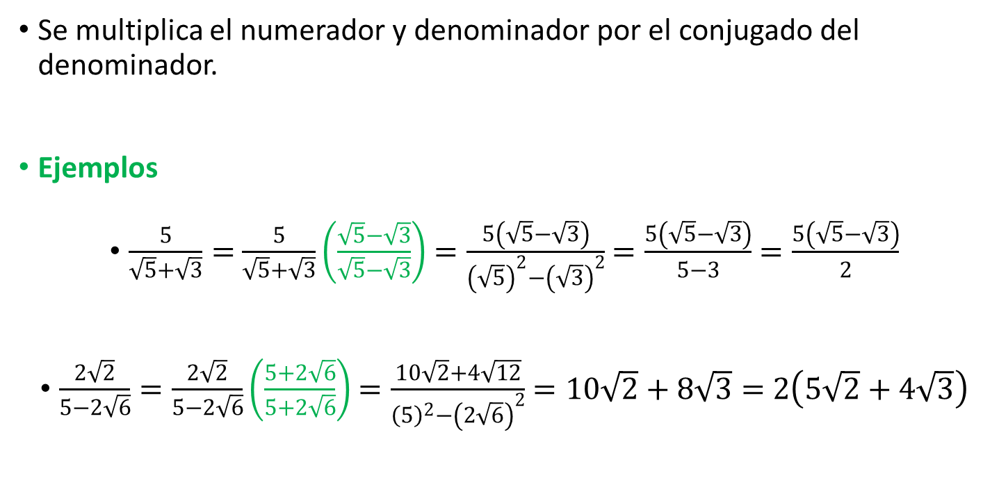 • Se multiplica el numerador y denominador por el conjugado del
denominador.
• Ejemplos
• 5/(√5+√3) = 5/(√5+√3) ((√5−√3)/(√5−√3)) = 5(√5−√3)/((√5)²−(√3)²) = 5(√5−√3)/(5−3) = 5(√5−√3)/2
• 2√2/(5−2√6) = 2√2/(5−2√6) ((5+2√6)/(5+2√6)) = (10√2+4√12)/((5)²−(2√6)²) = 10√2 + 8√3 = 2(5√2 + 4√3)